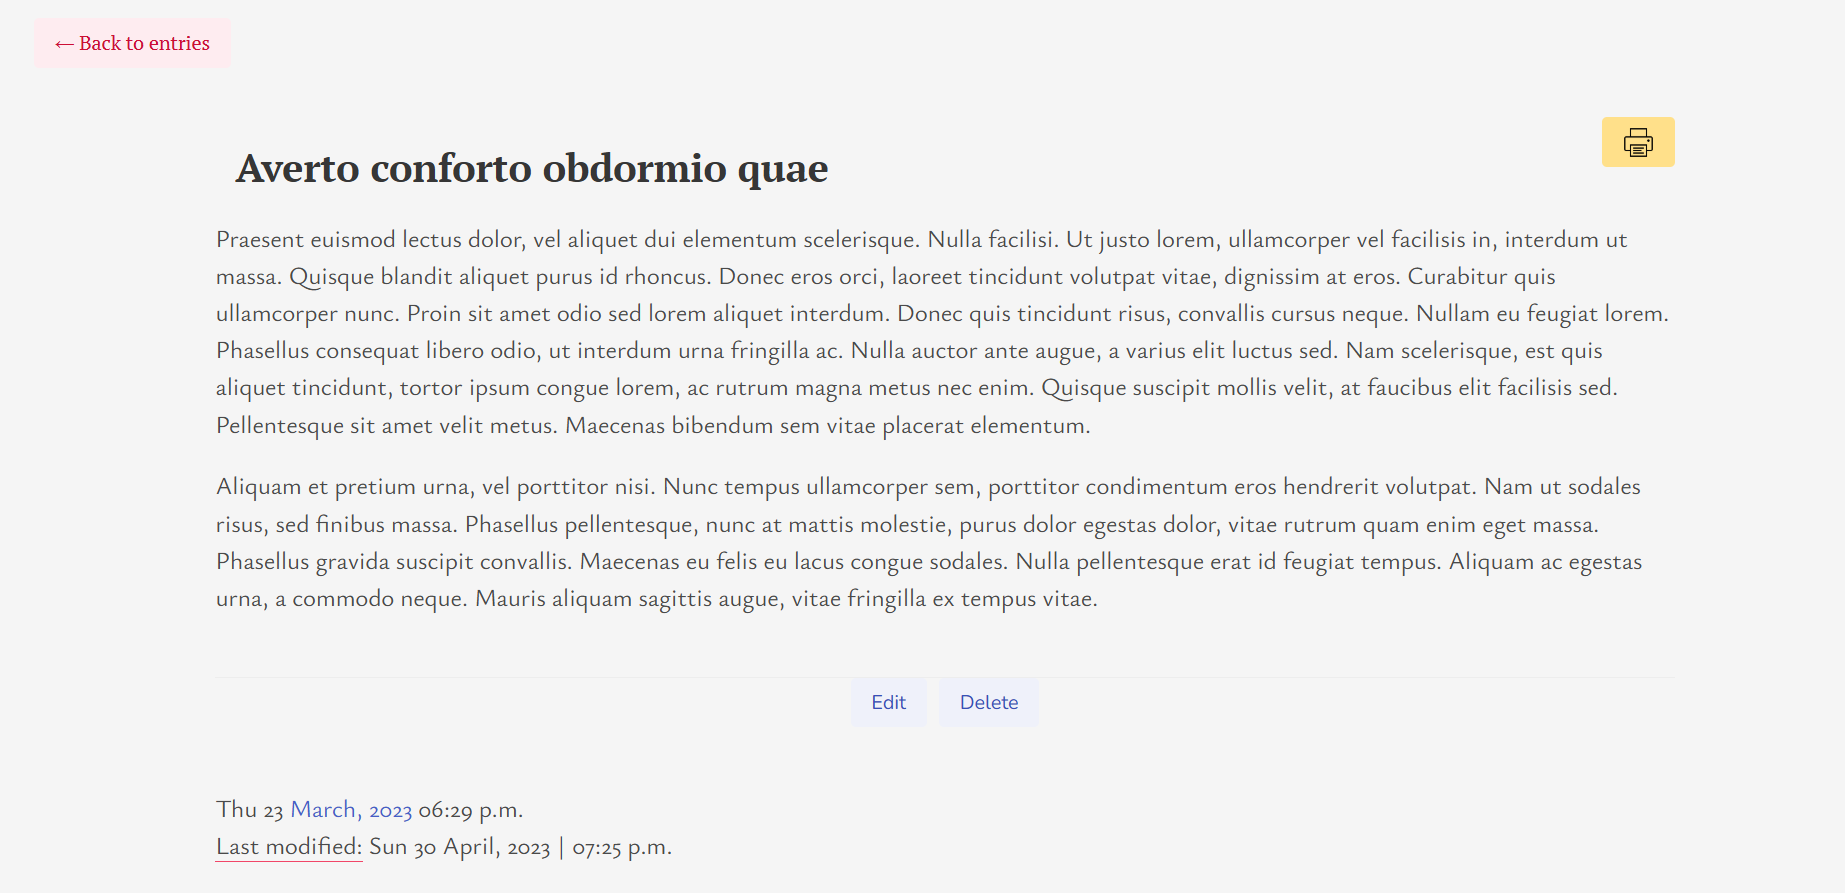 ← Back to entries
Averto conforto obdormio quae
Praesent euismod lectus dolor, vel aliquet dui elementum scelerisque. Nulla facilisi. Ut justo lorem, ullamcorper vel facilisis in, interdum ut
massa. Quisque blandit aliquet purus id rhoncus. Donec eros orci, laoreet tincidunt volutpat vitae, dignissim at eros. Curabitur quis
ullamcorper nunc. Proin sit amet odio sed lorem aliquet interdum. Donec quis tincidunt risus, convallis cursus neque. Nullam eu feugiat lorem.
Phasellus consequat libero odio, ut interdum urna fringilla ac. Nulla auctor ante augue, a varius elit luctus sed. Nam scelerisque, est quis
aliquet tincidunt, tortor ipsum congue lorem, ac rutrum magna metus nec enim. Quisque suscipit mollis velit, at faucibus elit facilisis sed.
Pellentesque sit amet velit metus. Maecenas bibendum sem vitae placerat elementum.
Aliquam et pretium urna, vel porttitor nisi. Nunc tempus ullamcorper sem, porttitor condimentum eros hendrerit volutpat. Nam ut sodales
risus, sed finibus massa. Phasellus pellentesque, nunc at mattis molestie, purus dolor egestas dolor, vitae rutrum quam enim eget massa.
Phasellus gravida suscipit convallis. Maecenas eu felis eu lacus congue sodales. Nulla pellentesque erat id feugiat tempus. Aliquam ac egestas
urna, a commodo neque. Mauris aliquam sagittis augue, vitae fringilla ex tempus vitae.
Edit Delete
Thu 23 March, 2023 06:29 p.m.
Last modified: Sun 30 April, 2023 | 07:25 p.m.